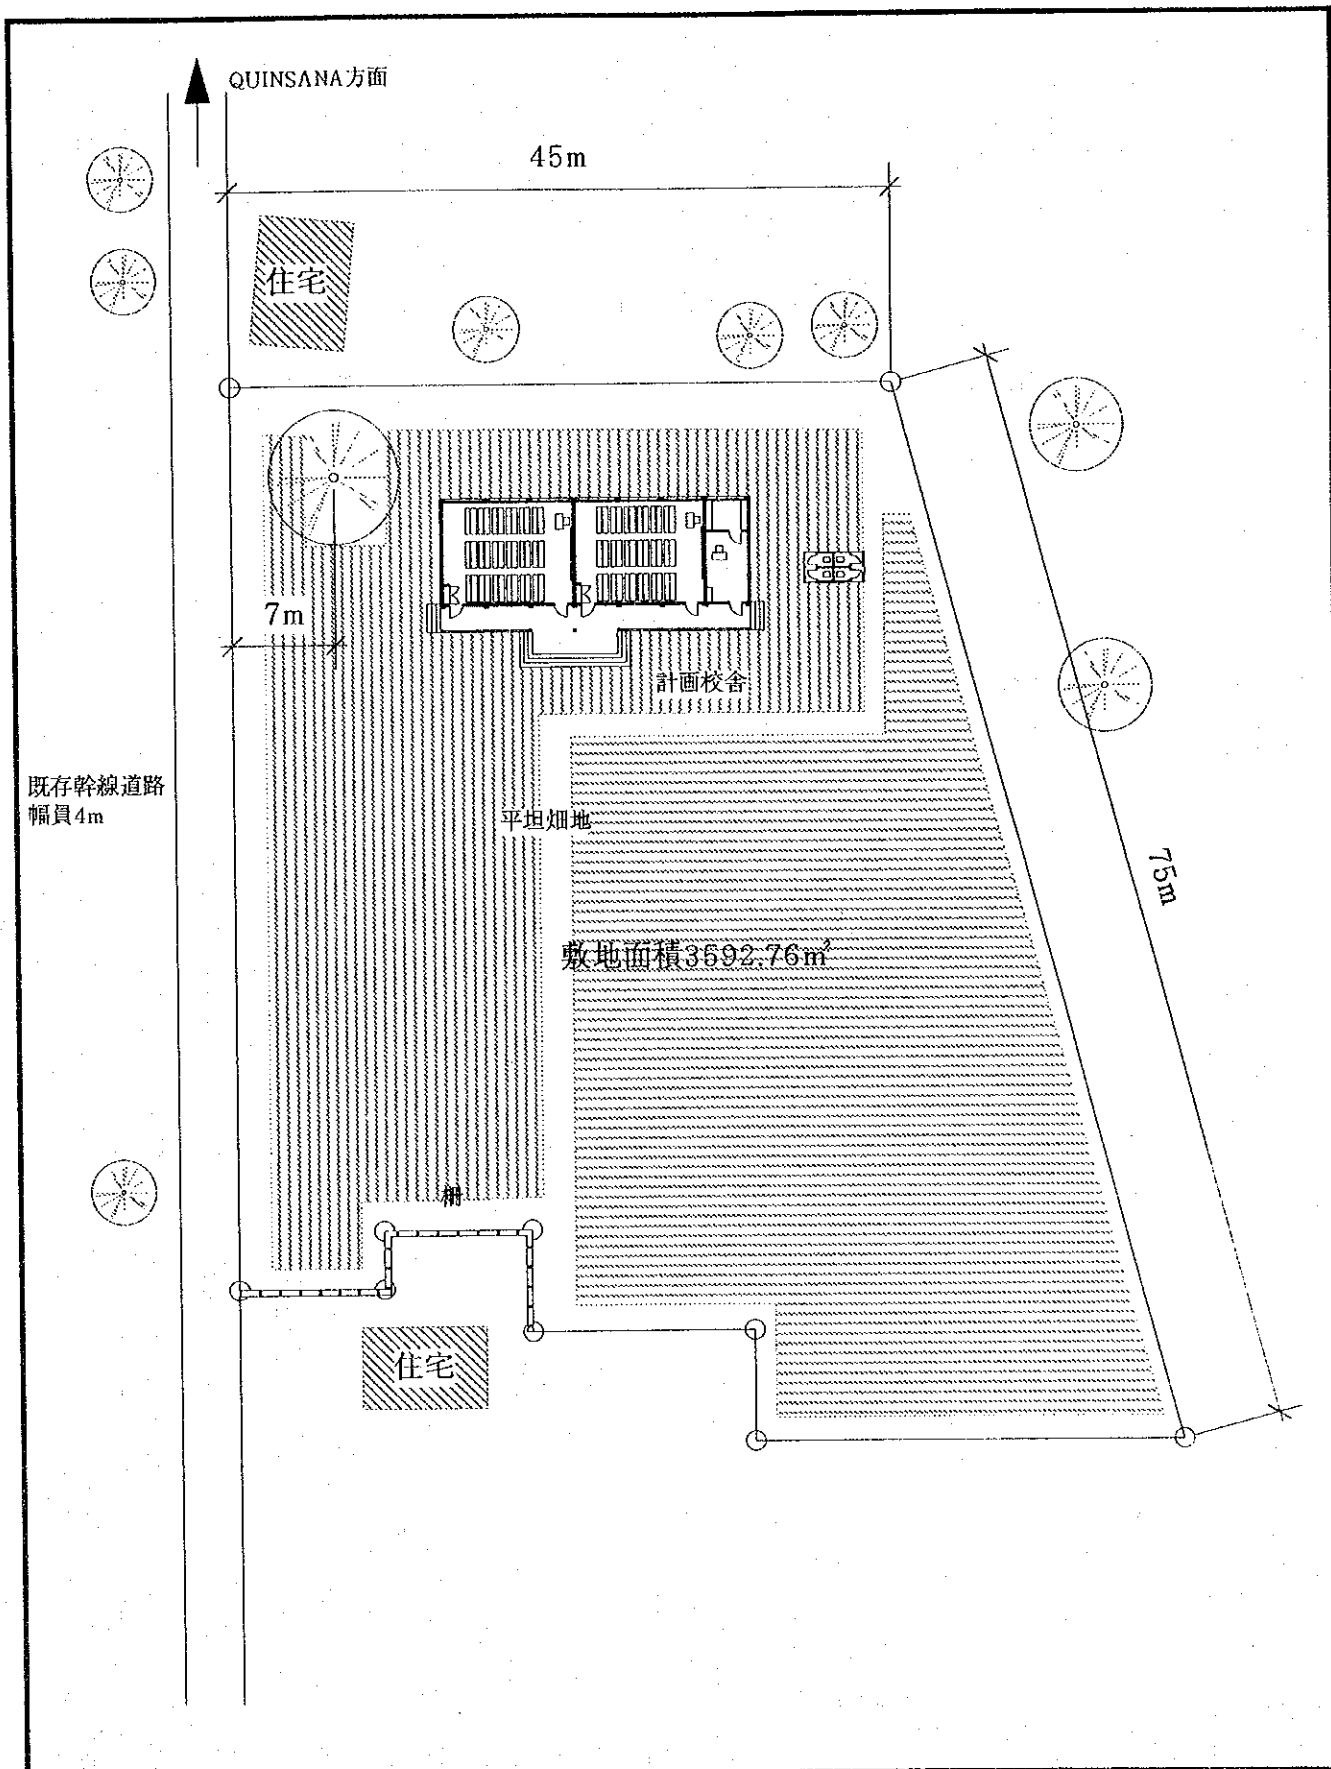 QUINSANA方面
45m
住宅
7m
計画校舎
既存幹線道路
幅員4m
平坦畑地
75m
敷地面積3592.76㎡
柵
住宅